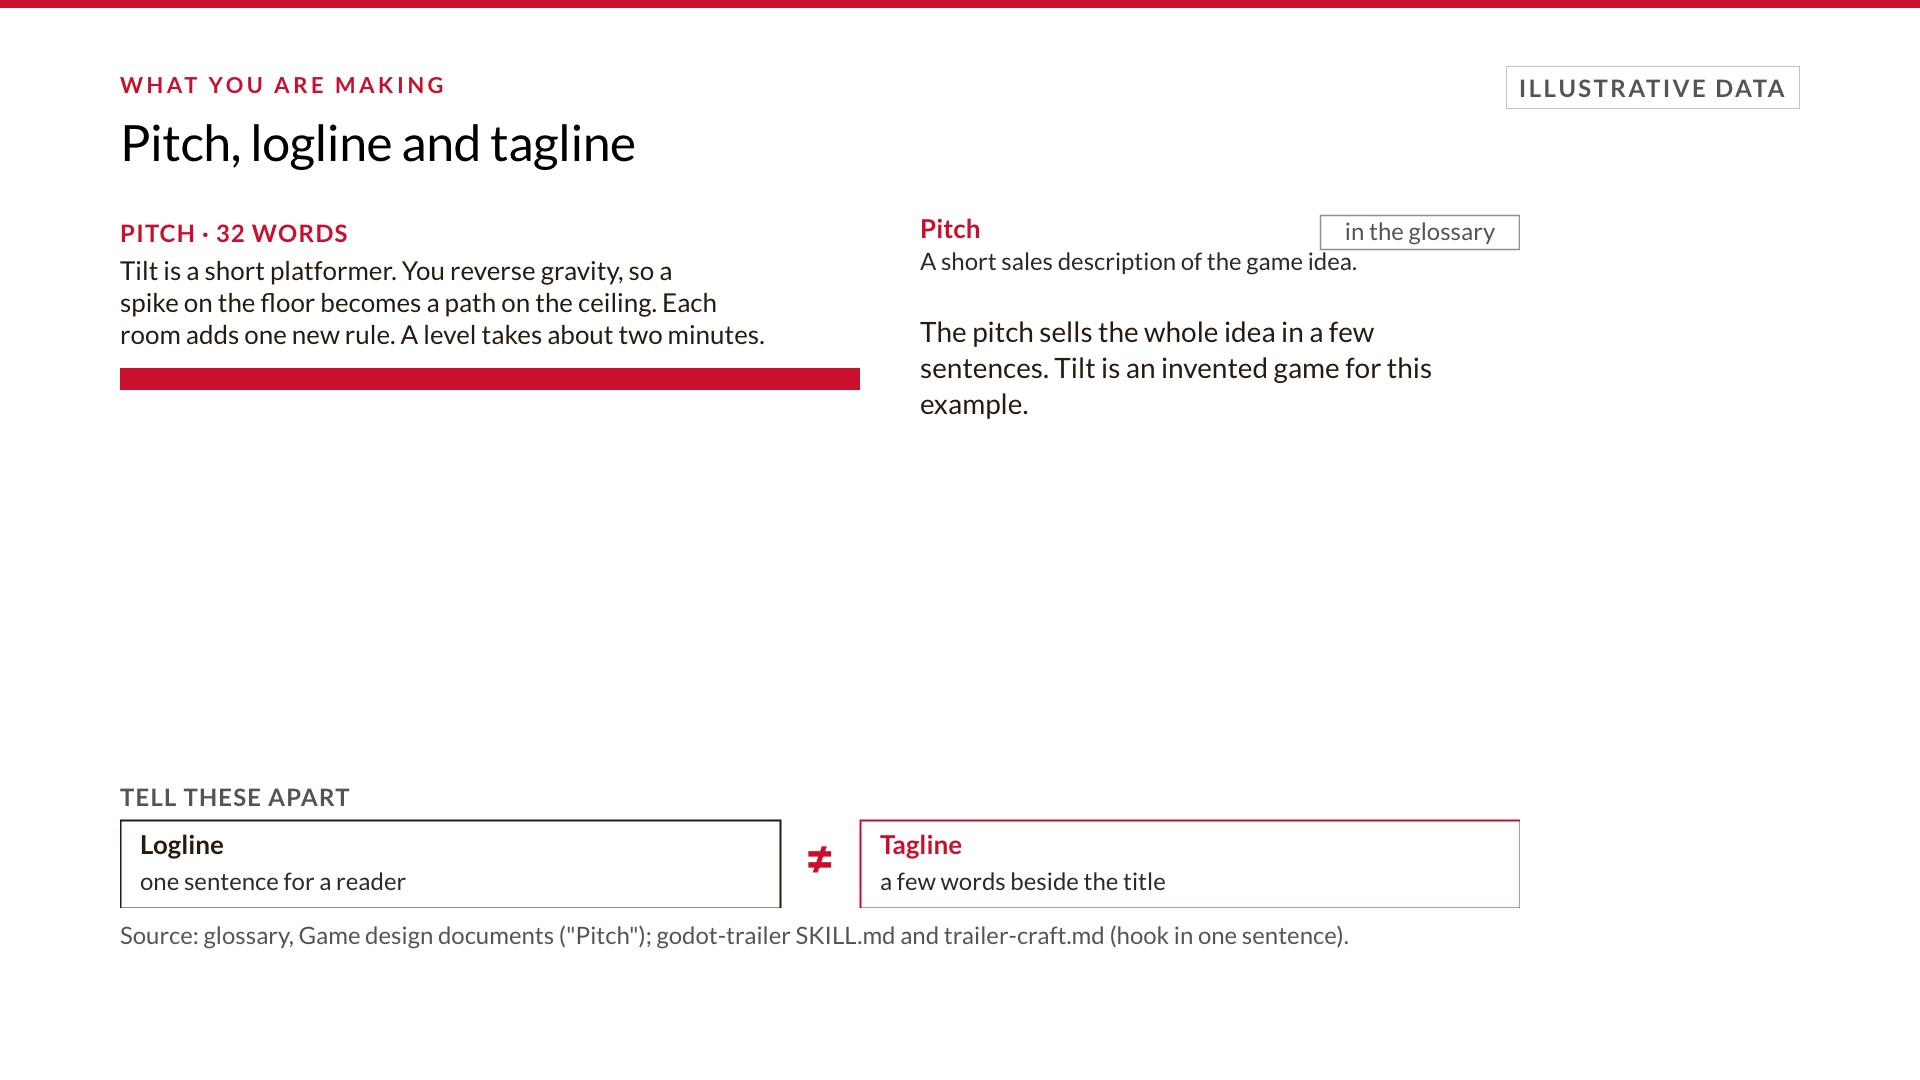 WHAT YOU ARE MAKING
ILLUSTRATIVE DATA
Pitch, logline and tagline
PITCH · 32 WORDS
Tilt is a short platformer. You reverse gravity, so a
spike on the floor becomes a path on the ceiling. Each
room adds one new rule. A level takes about two minutes.
Pitch
in the glossary
A short sales description of the game idea.
The pitch sells the whole idea in a few
sentences. Tilt is an invented game for this
example.
TELL THESE APART
Logline
one sentence for a reader
≠
Tagline
a few words beside the title
Source: glossary, Game design documents ("Pitch"); godot-trailer SKILL.md and trailer-craft.md (hook in one sentence).